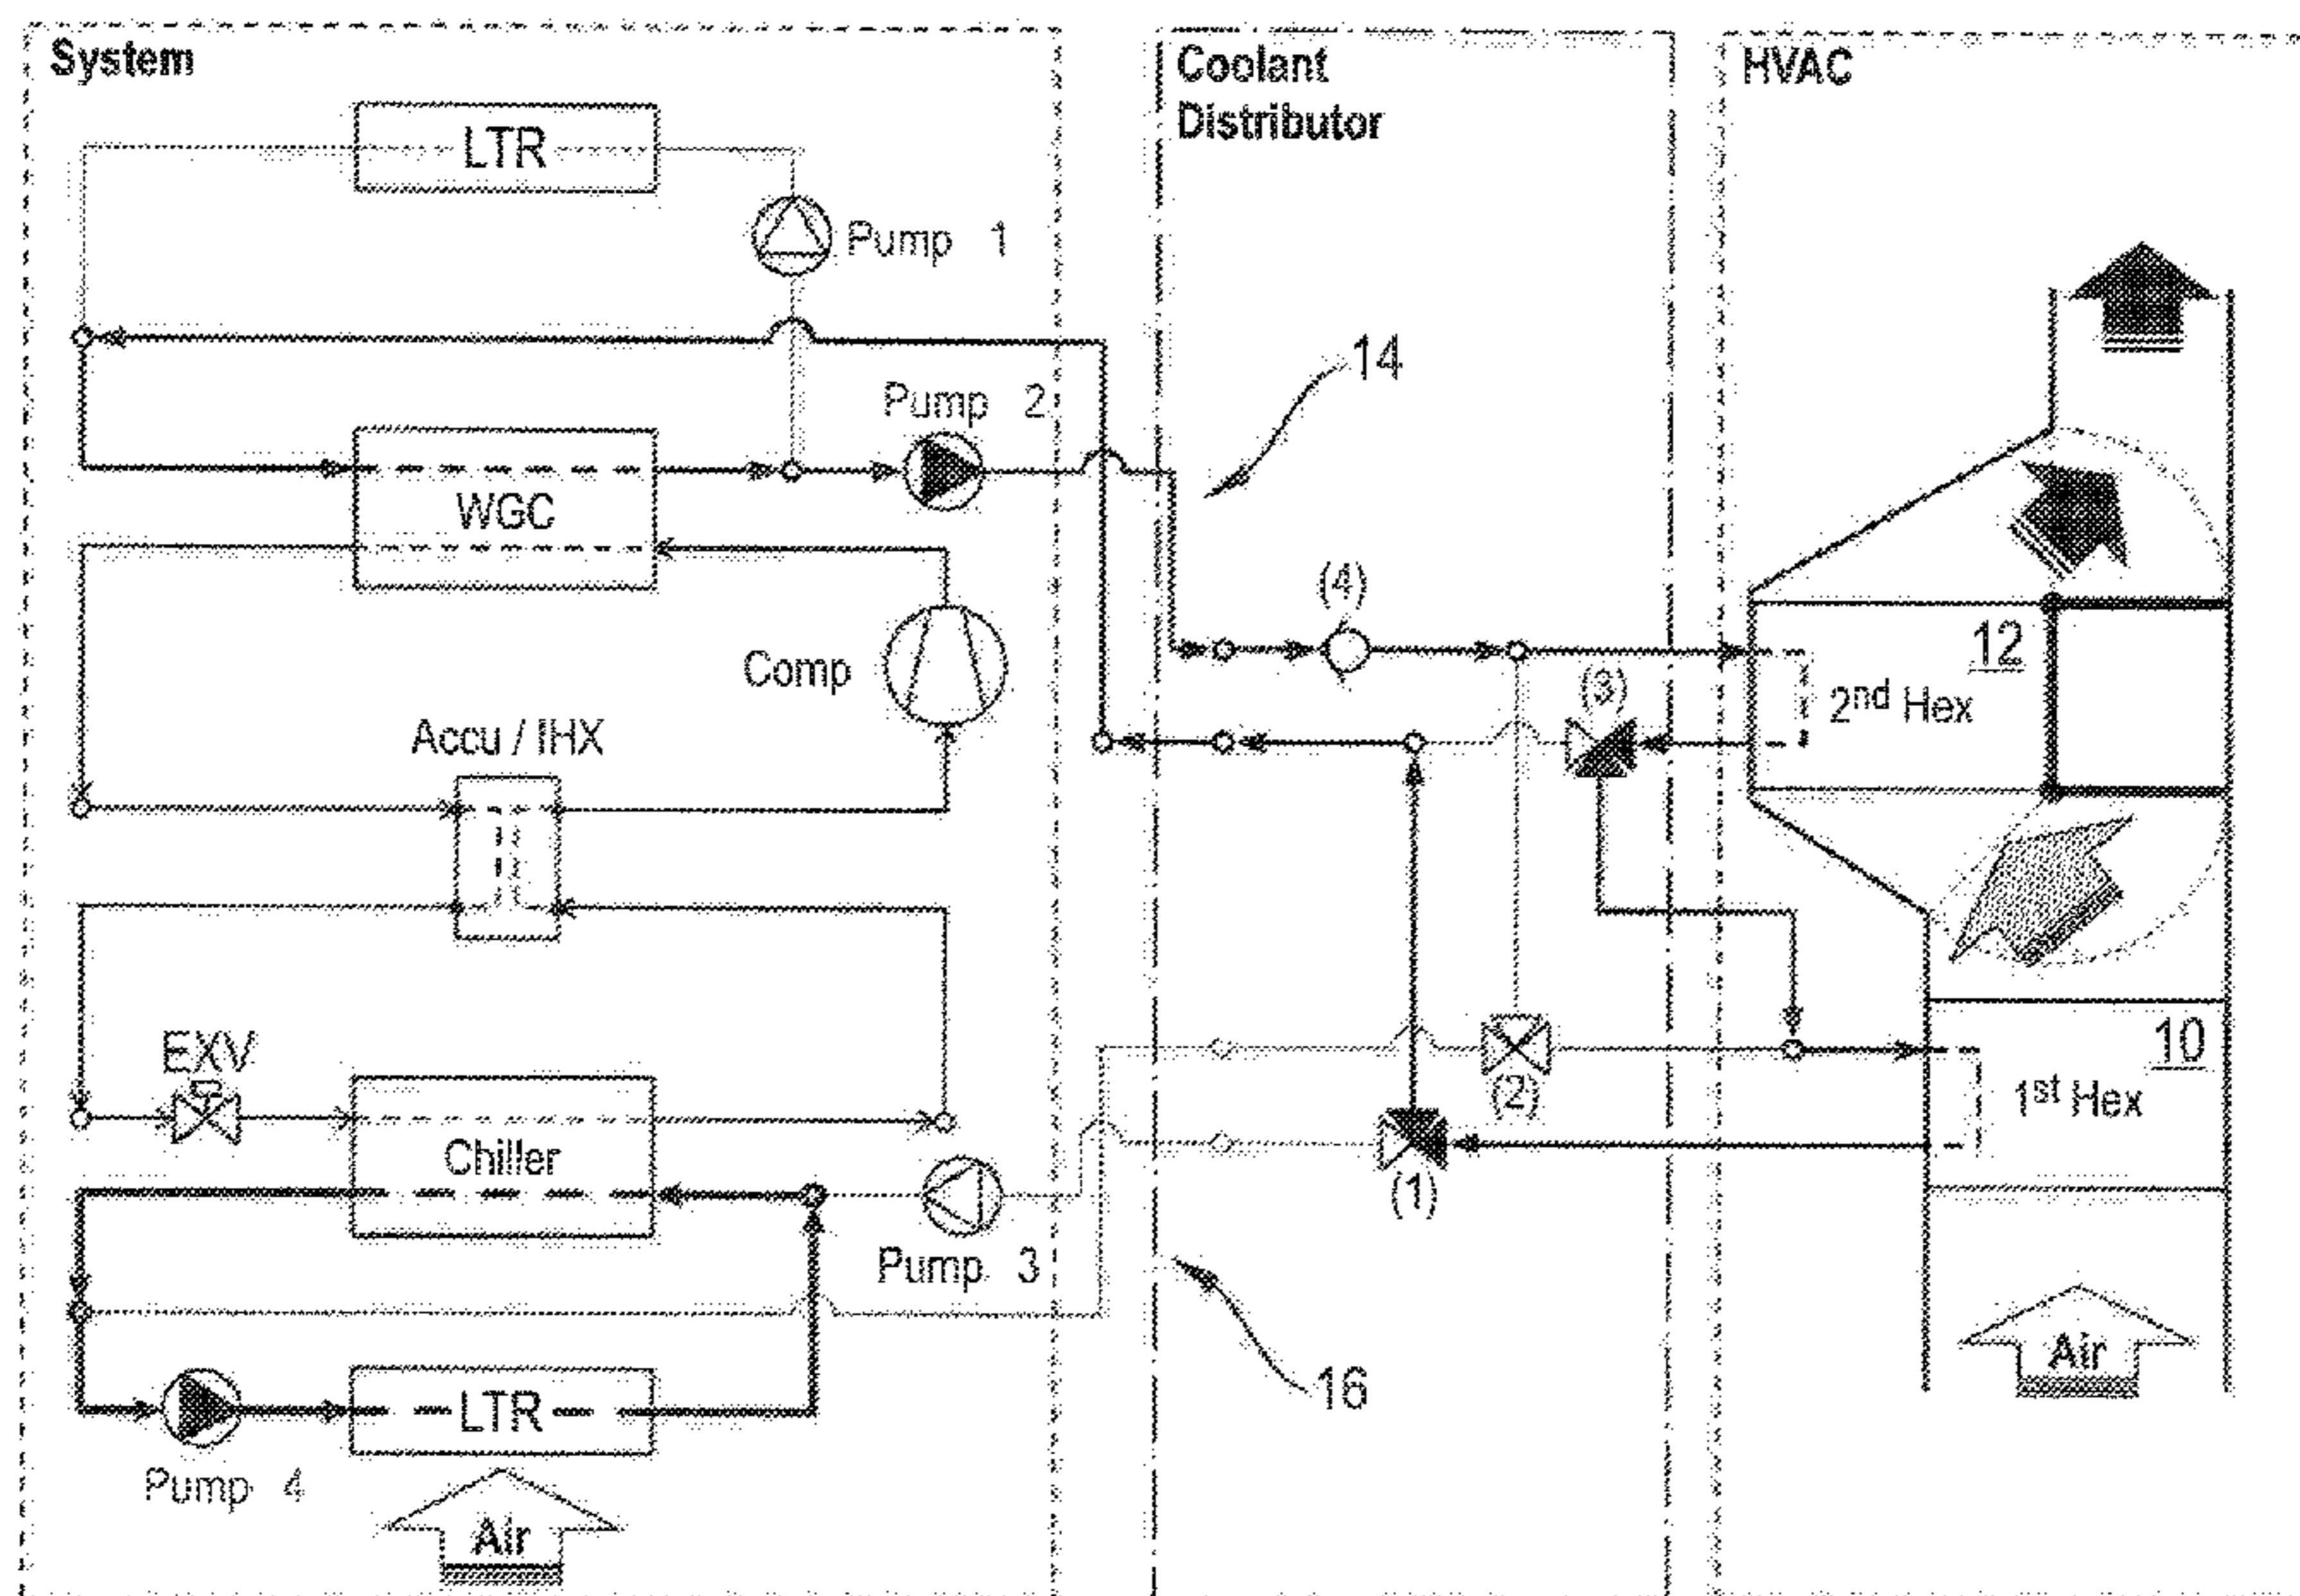 System
Coolant
Distributor
HVAC
LTR
Pump 1
14
Pump 2
WGC
(4)
12
Comp
(3)
2nd Hex
Accu / IHX
EXV
10
(2)
1st Hex
Chiller
(1)
Pump 3
16
Air
LTR
Pump 4
Air